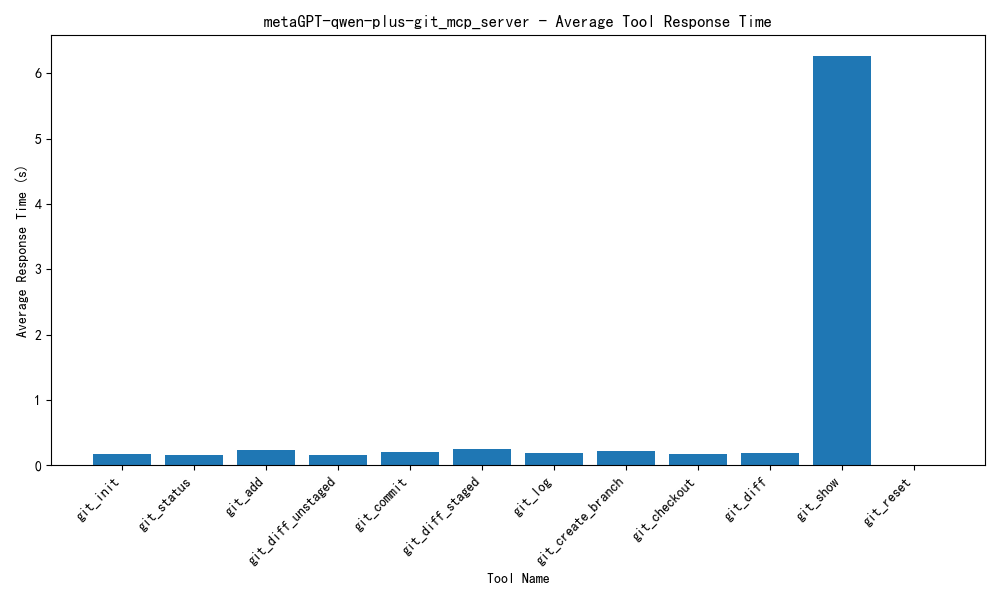 metaGPT-qwen-plus-git_mcp_server - Average Tool Response Time
Average Response Time (s)
6
5
4
3
2
1
0
git_init
git_status
git_add
git_diff_unstaged
git_commit
git_diff_staged
git_log
git_create_branch
git_checkout
git_diff
git_show
git_reset
Tool Name